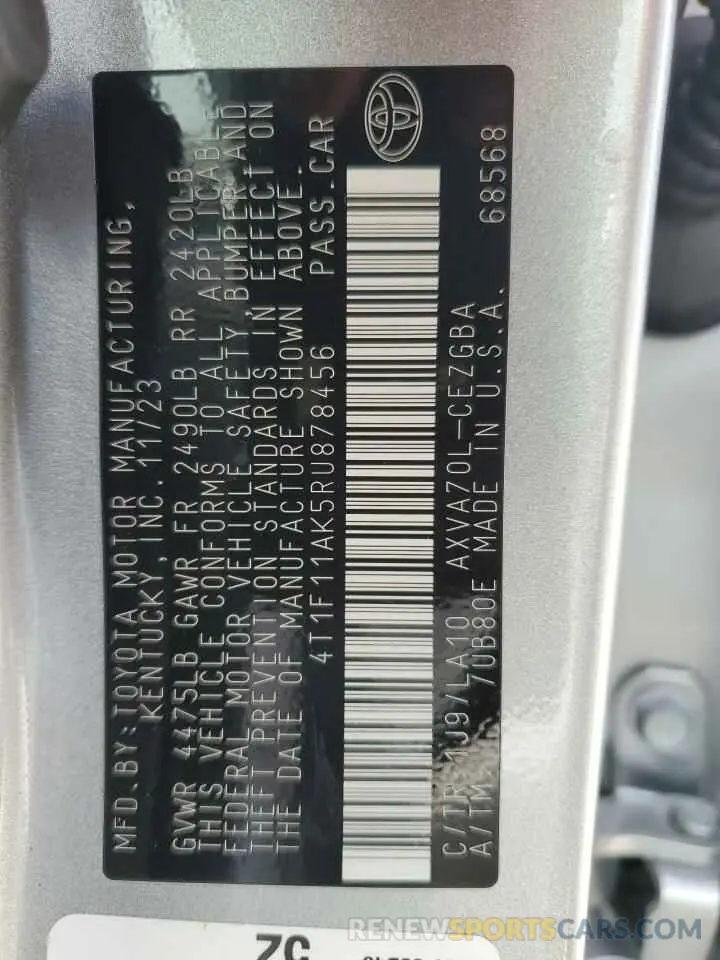 MFD. BY: TOYOTA MOTOR MANUFACTURING,
KENTUCKY, INC. 11/23
GVWR 4475LB GAWR FR 2490LB RR 2420LB
THIS VEHICLE CONFORMS TO ALL APPLICABLE
FEDERAL MOTOR VEHICLE SAFETY, BUMPER, AND
THEFT PREVENTION STANDARDS IN EFFECT ON
THE DATE OF MANUFACTURE SHOWN ABOVE.
4T1F11AK5RU878456 PASS. CAR
C/TR 1J9/LA10 AXVA70L-CEZGBA
A/TM /UB80E MADE IN U.S.A. 68568
ZC
RENEWSPORTSCARS.COM